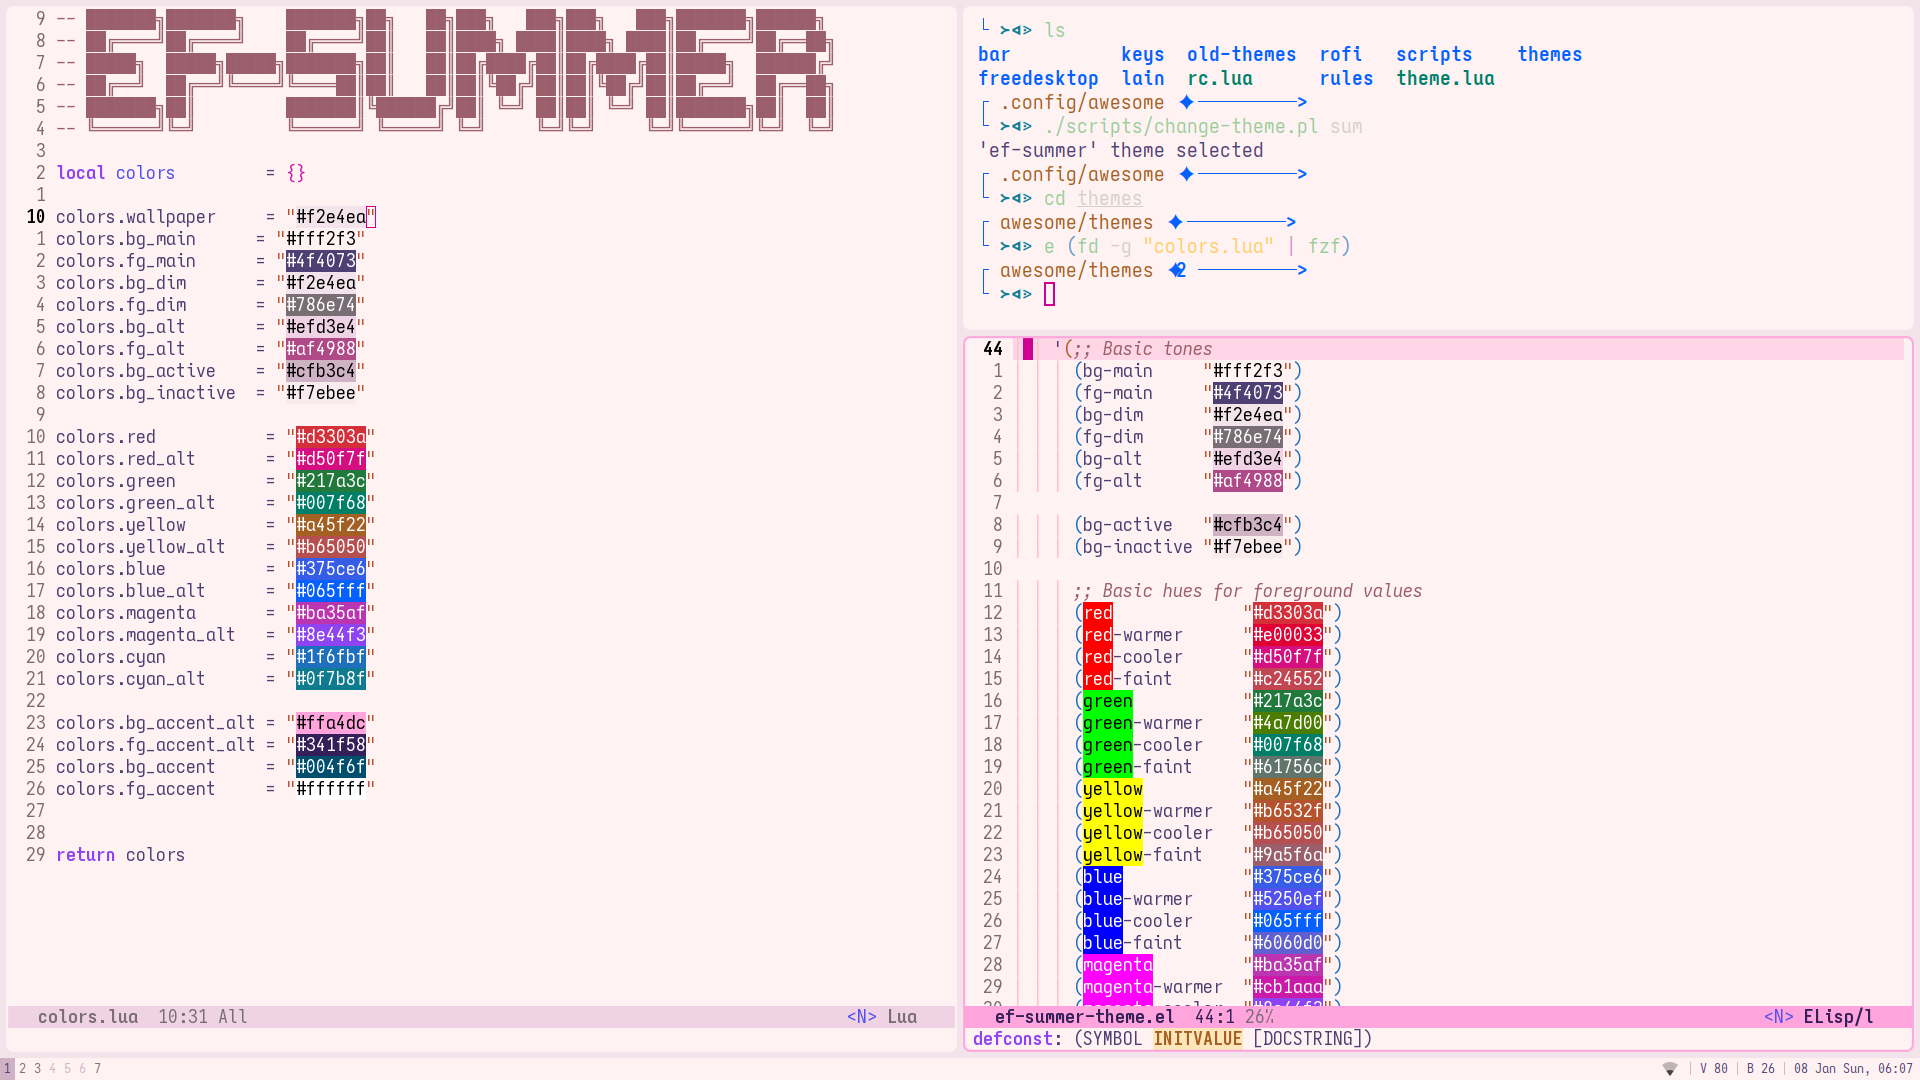 9 -- 
8 -- 
7 -- EF-SUMMER
6 -- 
5 -- 
4 -- 
3
2 local colors = {}
1
10 colors.wallpaper = "#f2e4ea"
1 colors.bg_main = "#fff2f3"
2 colors.fg_main = "#4f4073"
3 colors.bg_dim = "#f2e4ea"
4 colors.fg_dim = "#786e74"
5 colors.bg_alt = "#efd3e4"
6 colors.fg_alt = "#af4988"
7 colors.bg_active = "#cfb3c4"
8 colors.bg_inactive = "#f7ebee"
9
10 colors.red = "#d3303a"
11 colors.red_alt = "#d50f7f"
12 colors.green = "#217a3c"
13 colors.green_alt = "#007f68"
14 colors.yellow = "#a45f22"
15 colors.yellow_alt = "#b65050"
16 colors.blue = "#375ce6"
17 colors.blue_alt = "#065fff"
18 colors.magenta = "#ba35af"
19 colors.magenta_alt = "#8e44f3"
20 colors.cyan = "#1f6fbf"
21 colors.cyan_alt = "#0f7b8f"
22
23 colors.bg_accent_alt = "#ffa4dc"
24 colors.fg_accent_alt = "#341f58"
25 colors.bg_accent = "#004f6f"
26 colors.fg_accent = "#ffffff"
27
28
29 return colors
colors.lua 10:31 All <N> Lua
ls
bar keys old-themes rofi scripts themes
freedesktop lain rc.lua rules theme.lua
.config/awesome
./scripts/change-theme.pl sum
'ef-summer' theme selected
.config/awesome
cd themes
awesome/themes
e (fd -g "colors.lua" | fzf)
awesome/themes 2
44 '(;; Basic tones
1 (bg-main "#fff2f3")
2 (fg-main "#4f4073")
3 (bg-dim "#f2e4ea")
4 (fg-dim "#786e74")
5 (bg-alt "#efd3e4")
6 (fg-alt "#af4988")
7
8 (bg-active "#cfb3c4")
9 (bg-inactive "#f7ebee")
10
11 ;; Basic hues for foreground values
12 (red "#d3303a")
13 (red-warmer "#e00033")
14 (red-cooler "#d50f7f")
15 (red-faint "#c24552")
16 (green "#217a3c")
17 (green-warmer "#4a7d00")
18 (green-cooler "#007f68")
19 (green-faint "#61756c")
20 (yellow "#a45f22")
21 (yellow-warmer "#b6532f")
22 (yellow-cooler "#b65050")
23 (yellow-faint "#9a5f6a")
24 (blue "#375ce6")
25 (blue-warmer "#5250ef")
26 (blue-cooler "#065fff")
27 (blue-faint "#6060d0")
28 (magenta "#ba35af")
29 (magenta-warmer "#cb1aaa")
ef-summer-theme.el 44:1 26% <N> ELisp/l
defconst: (SYMBOL INITVALUE [DOCSTRING])
1 2 3 4 5 6 7 V 80 | B 26 | 08 Jan Sun, 06:07